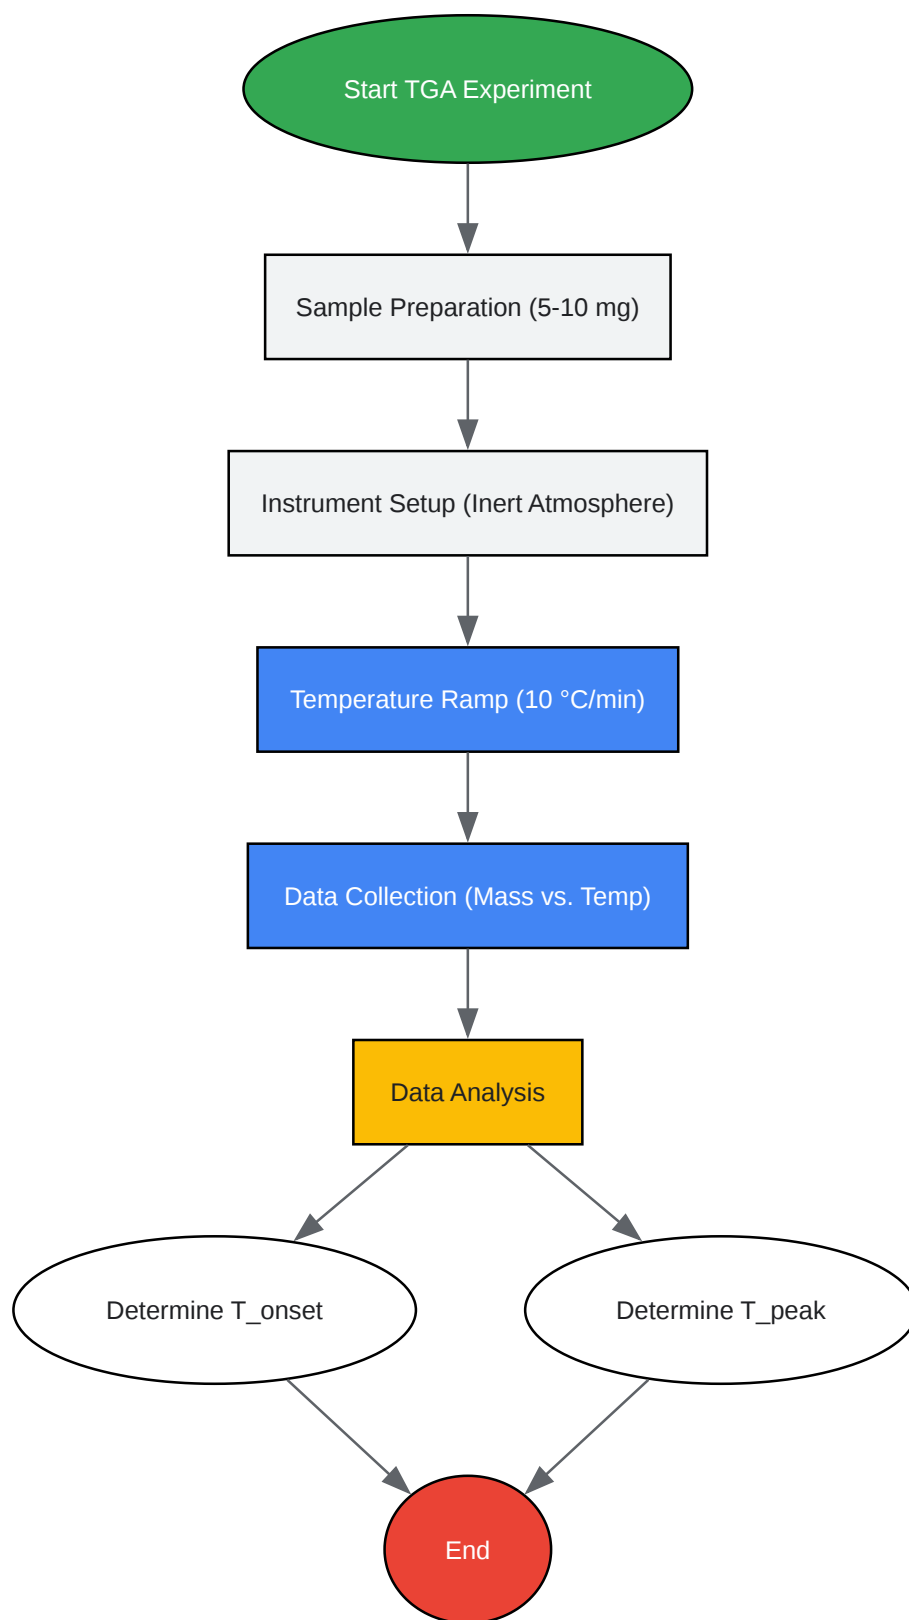 Start TGA Experiment
Sample Preparation (5-10 mg)
Instrument Setup (Inert Atmosphere)
Temperature Ramp (10 °C/min)
Data Collection (Mass vs. Temp)
Data Analysis
Determine T_onset
Determine T_peak
End